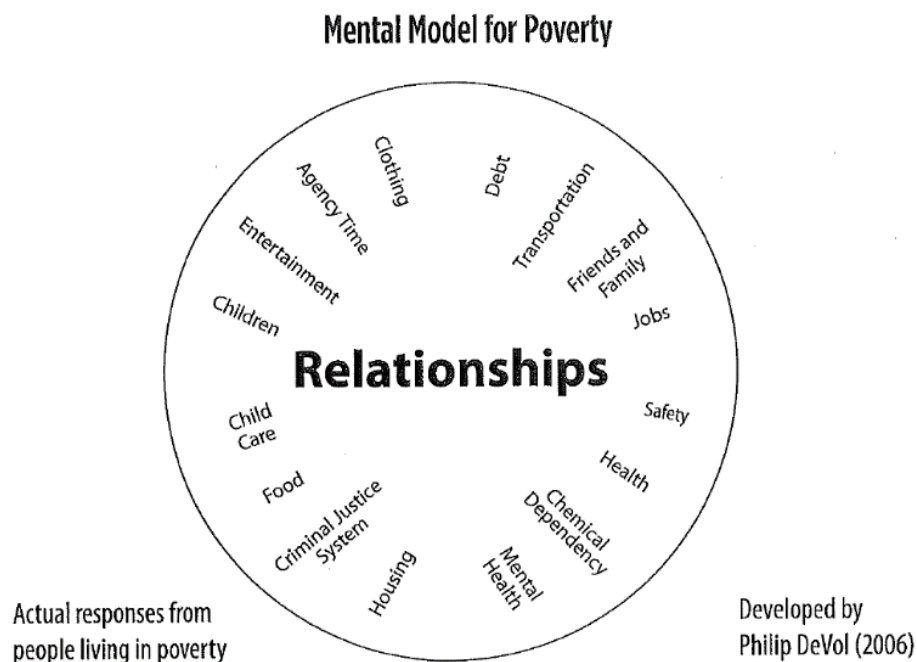 Mental Model for Poverty
Clothing
Debt
Agency Time
Transportation
Entertainment
Friends and
Family
Children
Jobs
Relationships
Child
Care
Safety
Food
Health
Criminal Justice
System
Chemical
Dependency
Housing
Mental
Health
Actual responses from
people living in poverty
Developed by
Philip DeVol (2006)